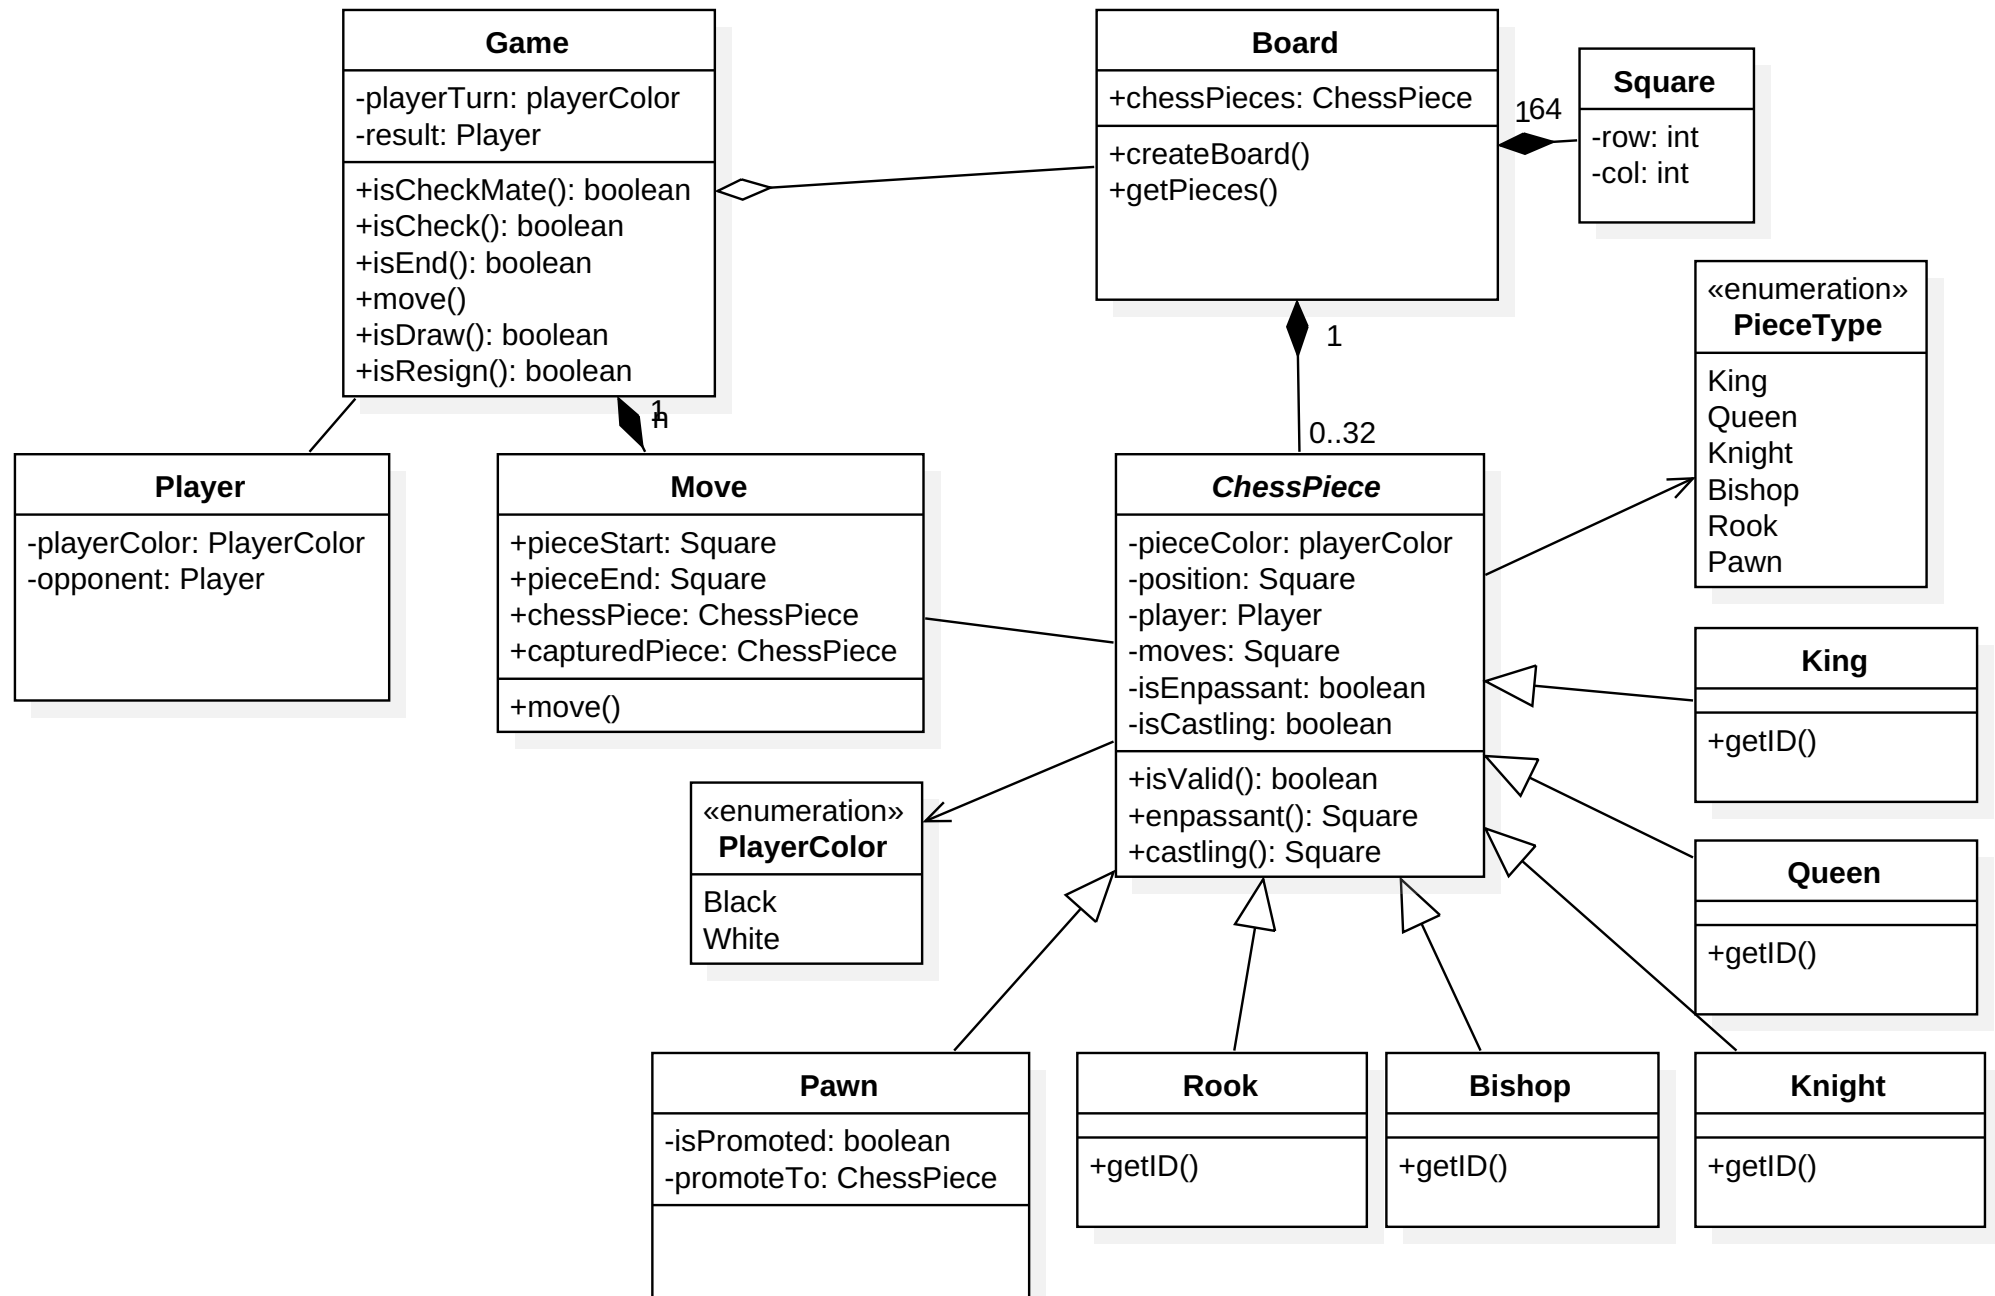 Game
-playerTurn: playerColor
-result: Player
+isCheckMate(): boolean
+isCheck(): boolean
+isEnd(): boolean
+move()
+isDraw(): boolean
+isResign(): boolean
1
n
Board
+chessPieces: ChessPiece
+createBoard()
+getPieces()
1
64
Square
-row: int
-col: int
1
0..32
«enumeration»
PieceType
King
Queen
Knight
Bishop
Rook
Pawn
Player
-playerColor: PlayerColor
-opponent: Player
Move
+pieceStart: Square
+pieceEnd: Square
+chessPiece: ChessPiece
+capturedPiece: ChessPiece
+move()
ChessPiece
-pieceColor: playerColor
-position: Square
-player: Player
-moves: Square
-isEnpassant: boolean
-isCastling: boolean
+isValid(): boolean
+enpassant(): Square
+castling(): Square
King
+getID()
«enumeration»
PlayerColor
Black
White
Queen
+getID()
Pawn
-isPromoted: boolean
-promoteTo: ChessPiece
Rook
+getID()
Bishop
+getID()
Knight
+getID()